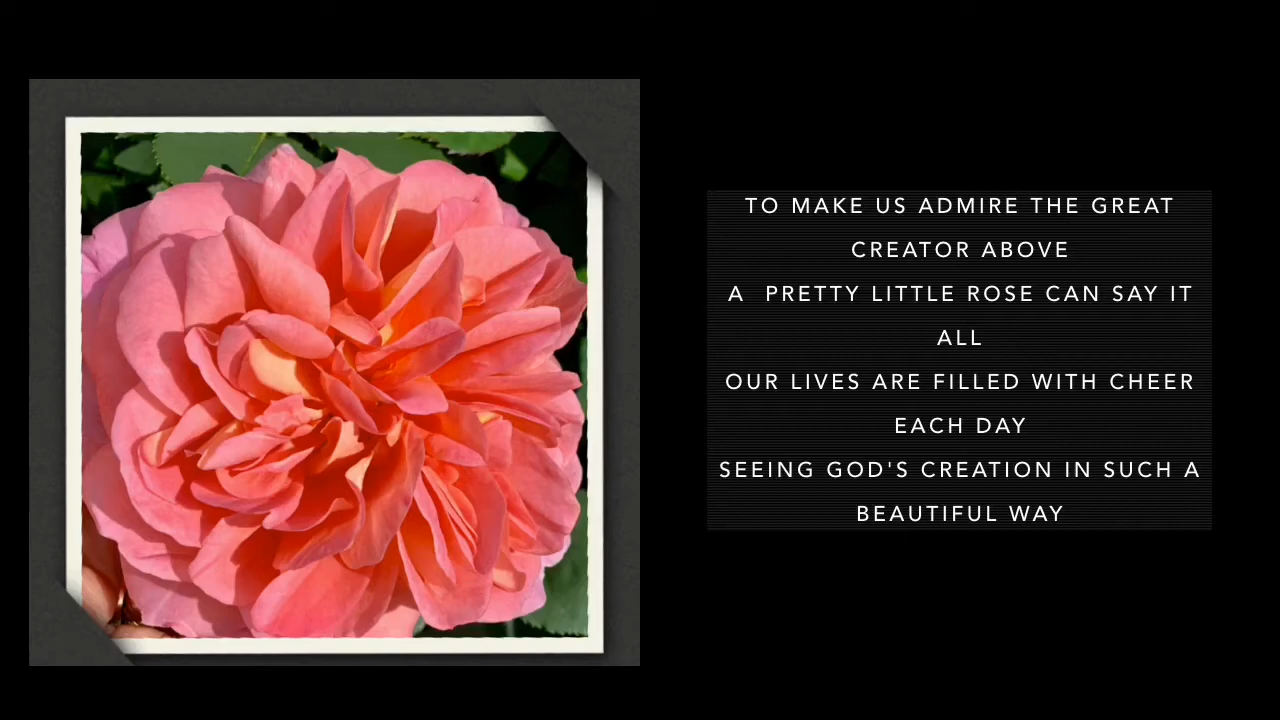 TO MAKE US ADMIRE THE GREAT
CREATOR ABOVE
A  PRETTY LITTLE ROSE CAN SAY IT
ALL
OUR LIVES ARE FILLED WITH CHEER
EACH DAY
SEEING GOD'S CREATION IN SUCH A
BEAUTIFUL WAY